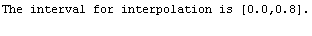 The interval for interpolation is [0.0,0.8].